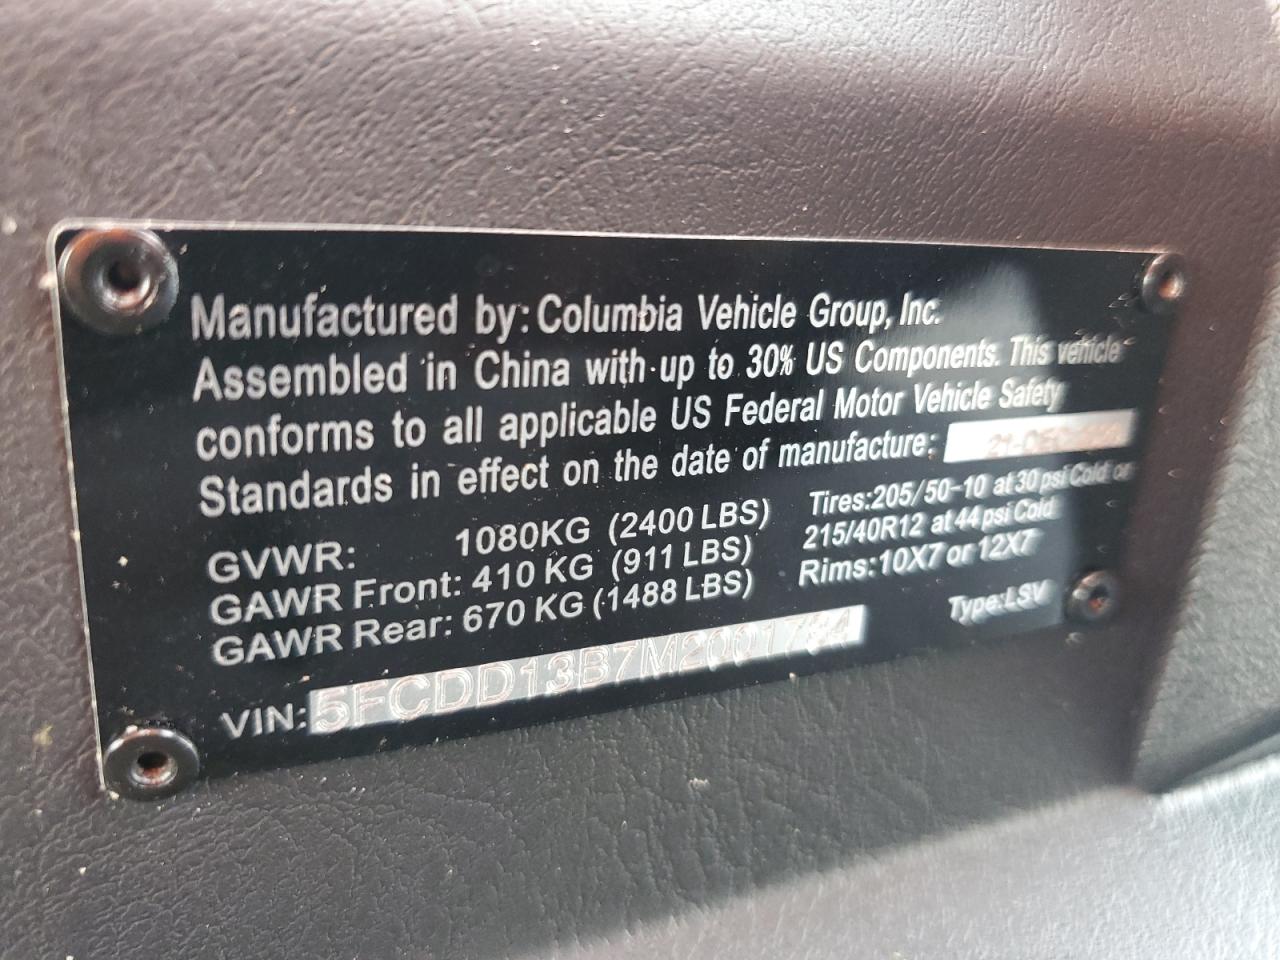 Manufactured by: Columbia Vehicle Group, Inc.
Assembled in China with up to 30% US Components. This vehicle
conforms to all applicable US Federal Motor Vehicle Safety
Standards in effect on the date of manufacture:
GVWR: 1080KG (2400 LBS) Tires:205/50-10 at 30 psi Cold or
GAWR Front: 410 KG (911 LBS) 215/40R12 at 44 psi Cold
GAWR Rear: 670 KG (1488 LBS) Rims:10X7 or 12X7
Type:LSV
VIN: